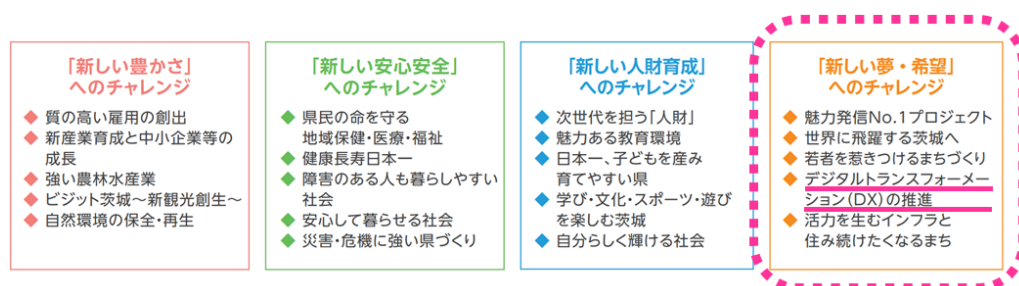 「新しい豊かさ」
へのチャレンジ
◆ 質の高い雇用の創出
◆ 新産業育成と中小企業等の
成長
◆ 強い農林水産業
◆ ビジット茨城～新観光創生～
◆ 自然環境の保全・再生
「新しい安心安全」
へのチャレンジ
◆ 県民の命を守る
地域保健・医療・福祉
◆ 健康長寿日本一
◆ 障害のある人も暮らしやすい
社会
◆ 安心して暮らせる社会
◆ 災害・危機に強い県づくり
「新しい人財育成」
へのチャレンジ
◆ 次世代を担う「人財」
◆ 魅力ある教育環境
◆ 日本一、子どもを産み
育てやすい県
◆ 学び・文化・スポーツ・遊び
を楽しむ茨城
◆ 自分らしく輝ける社会
「新しい夢・希望」
へのチャレンジ
◆ 魅力発信No.1プロジェクト
◆ 世界に飛躍する茨城へ
◆ 若者を惹きつけるまちづくり
◆ デジタルトランスフォーメー
ション（DX）の推進
◆ 活力を生むインフラと
住み続けたくなるまち